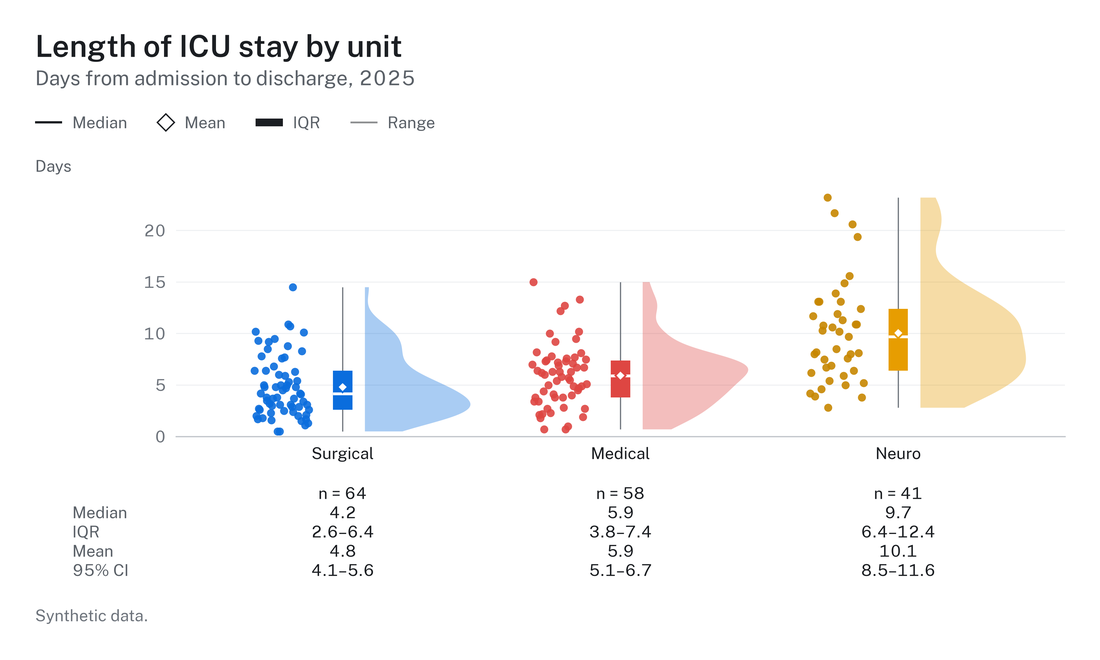 Length of ICU stay by unit
Days from admission to discharge, 2025
Median Mean IQR Range
Days
20
15
10
5
0
Surgical Medical Neuro
n = 64 n = 58 n = 41
Median 4.2 5.9 9.7
IQR 2.6–6.4 3.8–7.4 6.4–12.4
Mean 4.8 5.9 10.1
95% CI 4.1–5.6 5.1–6.7 8.5–11.6
Synthetic data.